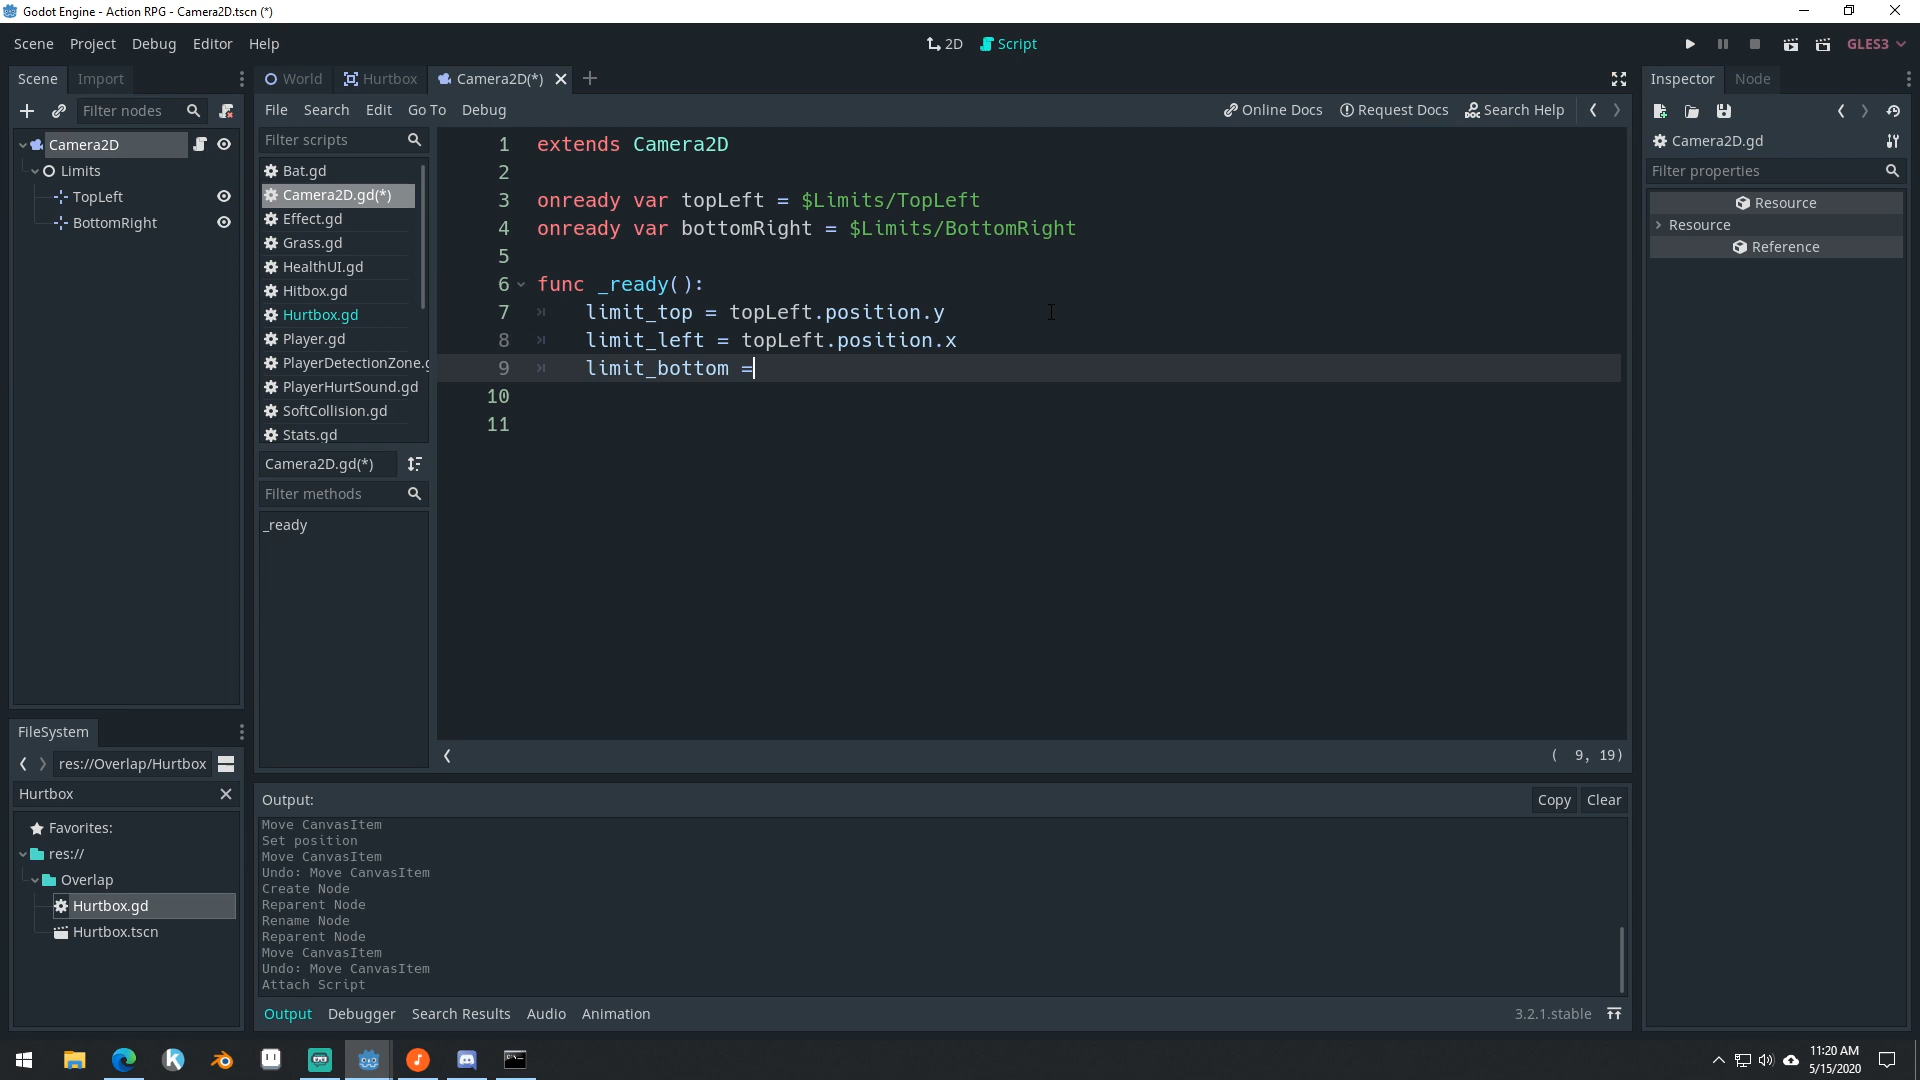 Godot Engine - Action RPG - Camera2D.tscn (*)
Scene Project Debug Editor Help
2D Script
GLES3
Scene Import
World Hurtbox Camera2D(*)
Inspector Node
Filter nodes
File Search Edit Go To Debug
Online Docs Request Docs Search Help
Camera2D
Limits
TopLeft
BottomRight
Filter scripts
Bat.gd
Camera2D.gd(*)
Effect.gd
Grass.gd
HealthUI.gd
Hitbox.gd
Hurtbox.gd
Player.gd
PlayerDetectionZone.g
PlayerHurtSound.gd
SoftCollision.gd
Stats.gd
Camera2D.gd(*)
Filter methods
_ready
1 extends Camera2D
2
3 onready var topLeft = $Limits/TopLeft
4 onready var bottomRight = $Limits/BottomRight
5
6 func _ready():
7 limit_top = topLeft.position.y
8 limit_left = topLeft.position.x
9 limit_bottom =
10
11
( 9, 19)
Camera2D.gd
Filter properties
Resource
Resource
Reference
FileSystem
res://Overlap/Hurtbox
Hurtbox
Favorites:
res://
Overlap
Hurtbox.gd
Hurtbox.tscn
Output:
Copy Clear
Move CanvasItem
Set position
Move CanvasItem
Undo: Move CanvasItem
Create Node
Reparent Node
Rename Node
Reparent Node
Move CanvasItem
Undo: Move CanvasItem
Attach Script
Output Debugger Search Results Audio Animation
3.2.1.stable
11:20 AM
5/15/2020